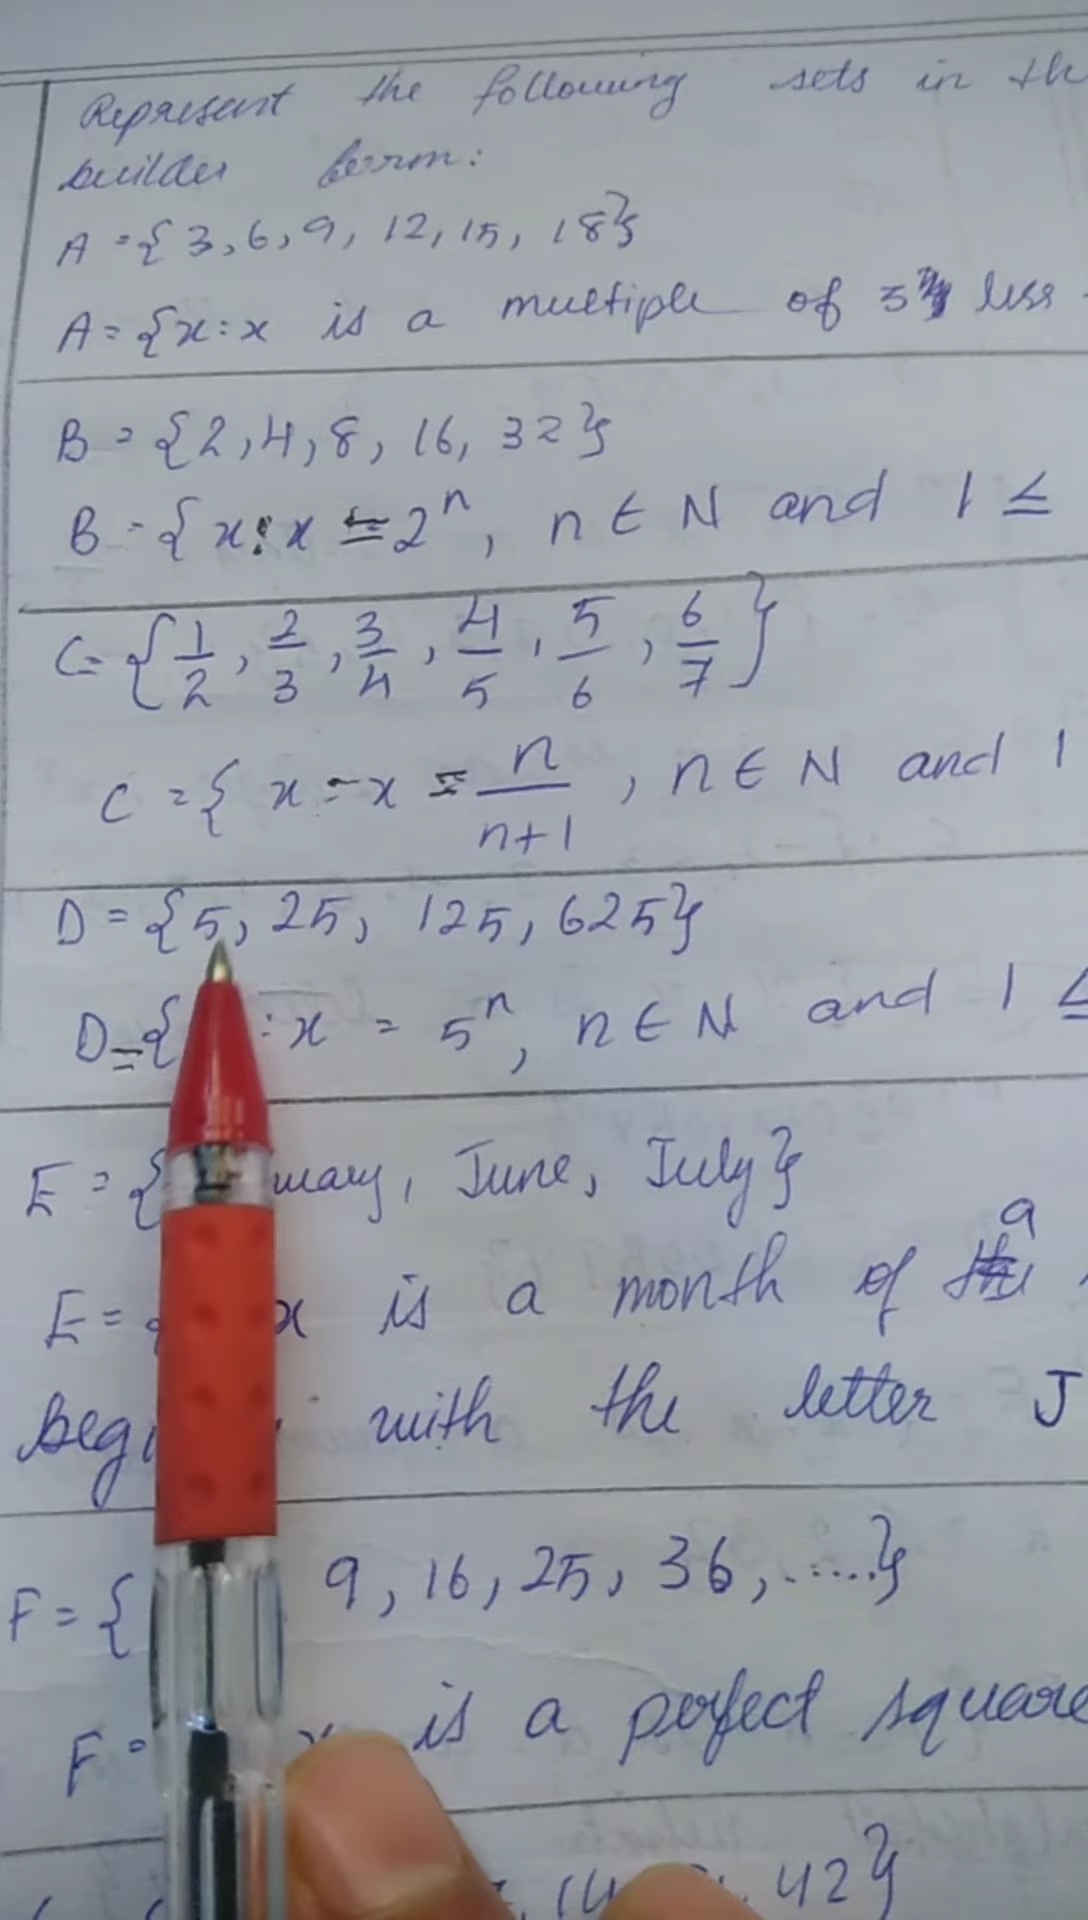 Represent the following sets in th
builder form:
A = {3, 6, 9, 12, 15, 18}
A = {x : x is a multiple of 3 less
B = {2, 4, 8, 16, 32}
B = {x : x = 2ⁿ, n ∈ N and 1 ≤
C = {1/2, 2/3, 3/4, 4/5, 5/6, 6/7}
C = {x : x = n/n+1, n ∈ N and 1
D = {5, 25, 125, 625}
D = { : x = 5ⁿ, n ∈ N and 1 ≤
E = { uary, June, July}
E = { x is a month of a
begi with the letter J
F = { 9, 16, 25, 36, .....}
F = x is a perfect square
, 14, , 42}